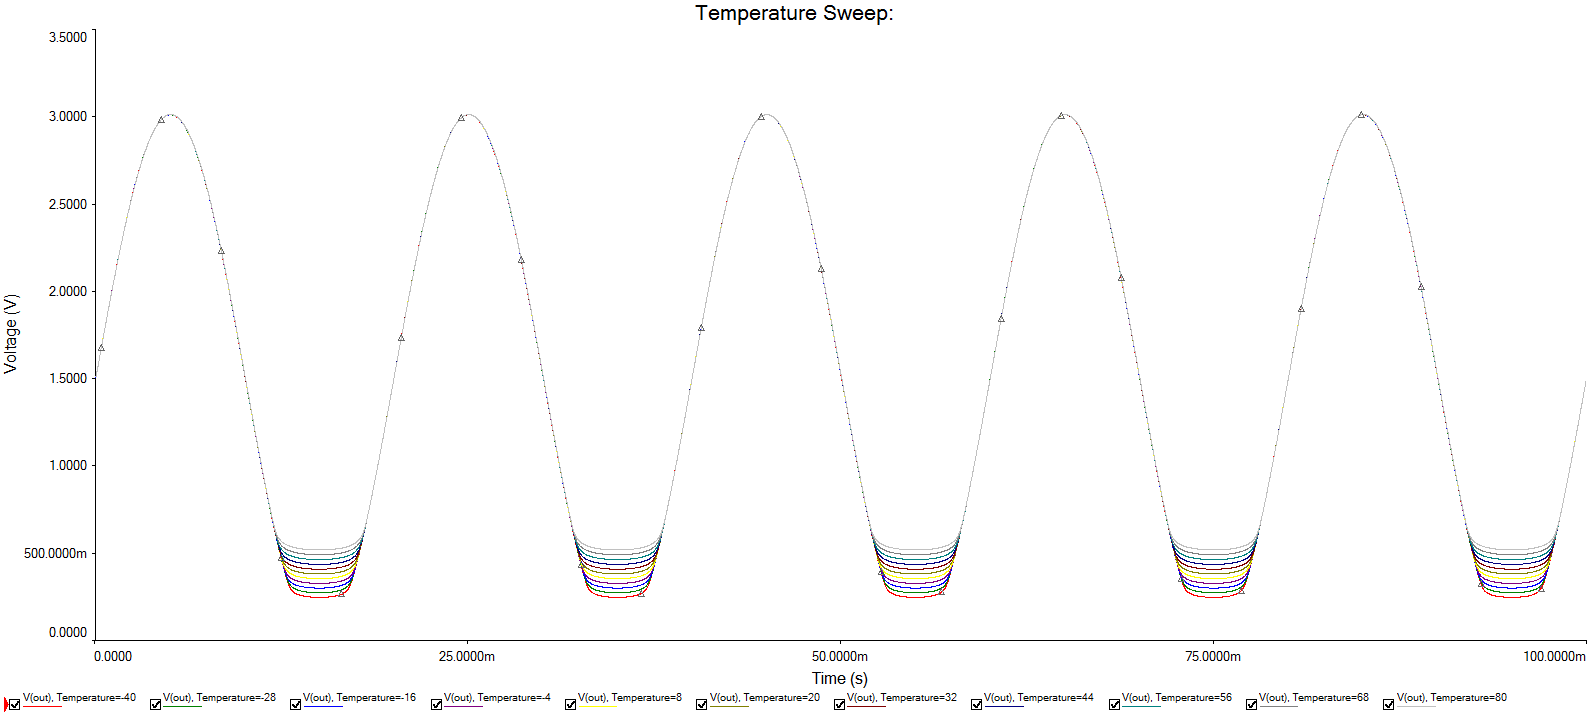 Temperature Sweep:
3.5000
3.0000
2.5000
2.0000
1.5000
1.0000
500.0000m
0.0000
Voltage (V)
0.0000 25.0000m 50.0000m 75.0000m 100.0000m
Time (s)
V(out), Temperature=-40 V(out), Temperature=-28 V(out), Temperature=-16 V(out), Temperature=-4 V(out), Temperature=8 V(out), Temperature=20 V(out), Temperature=32 V(out), Temperature=44 V(out), Temperature=56 V(out), Temperature=68 V(out), Temperature=80